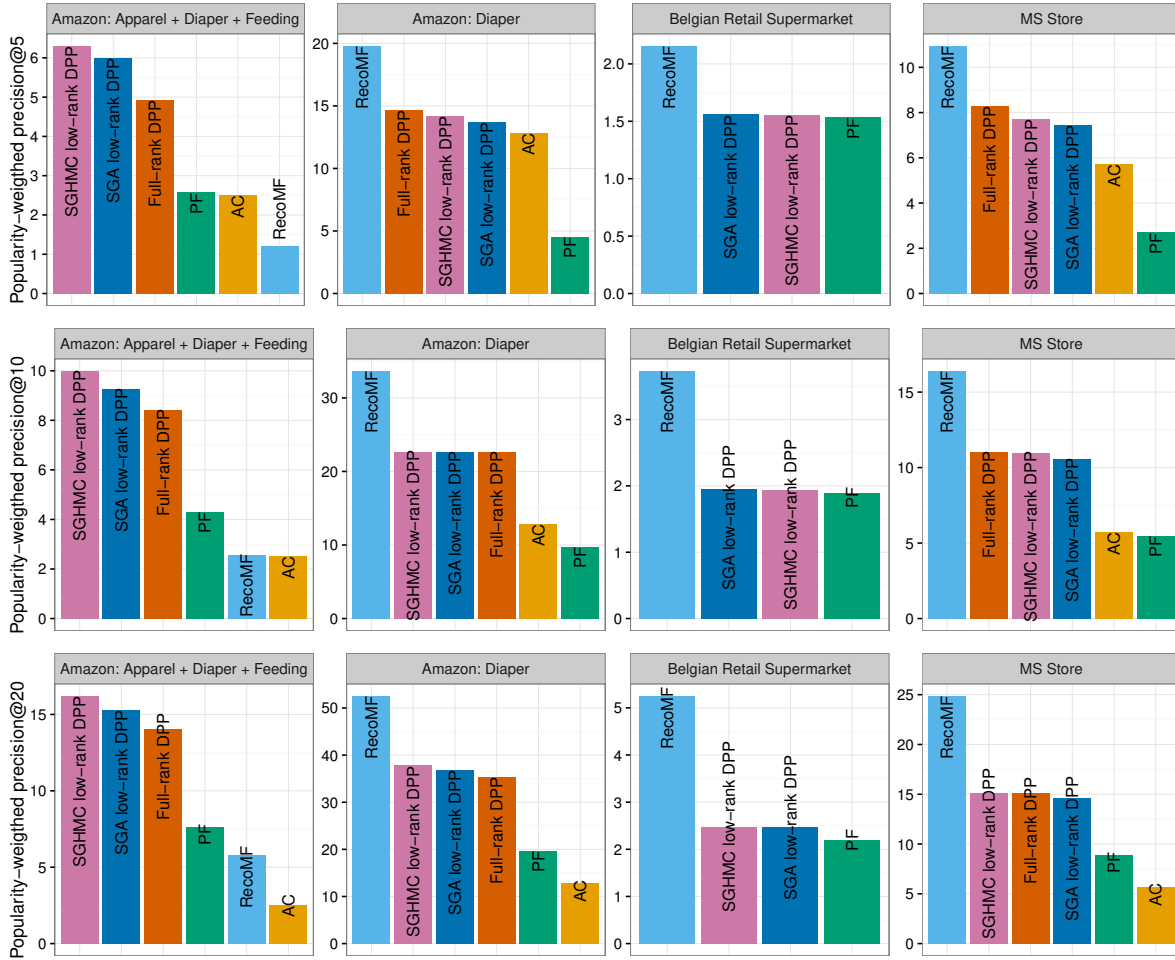 Amazon: Apparel + Diaper + Feeding
Amazon: Diaper
Belgian Retail Supermarket
MS Store
Popularity−weigthed precision@5
6
5
4
3
2
1
0
SGHMC low−rank DPP
SGA low−rank DPP
Full−rank DPP
PF
AC
RecoMF
20
15
10
5
0
RecoMF
Full−rank DPP
SGHMC low−rank DPP
SGA low−rank DPP
AC
PF
2.0
1.5
1.0
0.5
0.0
RecoMF
SGA low−rank DPP
SGHMC low−rank DPP
PF
10
8
6
4
2
0
RecoMF
Full−rank DPP
SGHMC low−rank DPP
SGA low−rank DPP
AC
PF
Amazon: Apparel + Diaper + Feeding
Amazon: Diaper
Belgian Retail Supermarket
MS Store
Popularity−weigthed precision@10
10
8
6
4
2
0
SGHMC low−rank DPP
SGA low−rank DPP
Full−rank DPP
PF
RecoMF
AC
30
20
10
0
RecoMF
SGHMC low−rank DPP
SGA low−rank DPP
Full−rank DPP
AC
PF
3
2
1
0
RecoMF
SGA low−rank DPP
SGHMC low−rank DPP
PF
15
10
5
0
RecoMF
Full−rank DPP
SGHMC low−rank DPP
SGA low−rank DPP
AC
PF
Amazon: Apparel + Diaper + Feeding
Amazon: Diaper
Belgian Retail Supermarket
MS Store
Popularity−weigthed precision@20
15
10
5
0
SGHMC low−rank DPP
SGA low−rank DPP
Full−rank DPP
PF
RecoMF
AC
50
40
30
20
10
0
RecoMF
SGHMC low−rank DPP
SGA low−rank DPP
Full−rank DPP
PF
AC
5
4
3
2
1
0
RecoMF
SGHMC low−rank DPP
SGA low−rank DPP
PF
25
20
15
10
5
0
RecoMF
SGHMC low−rank DPP
Full−rank DPP
SGA low−rank DPP
PF
AC